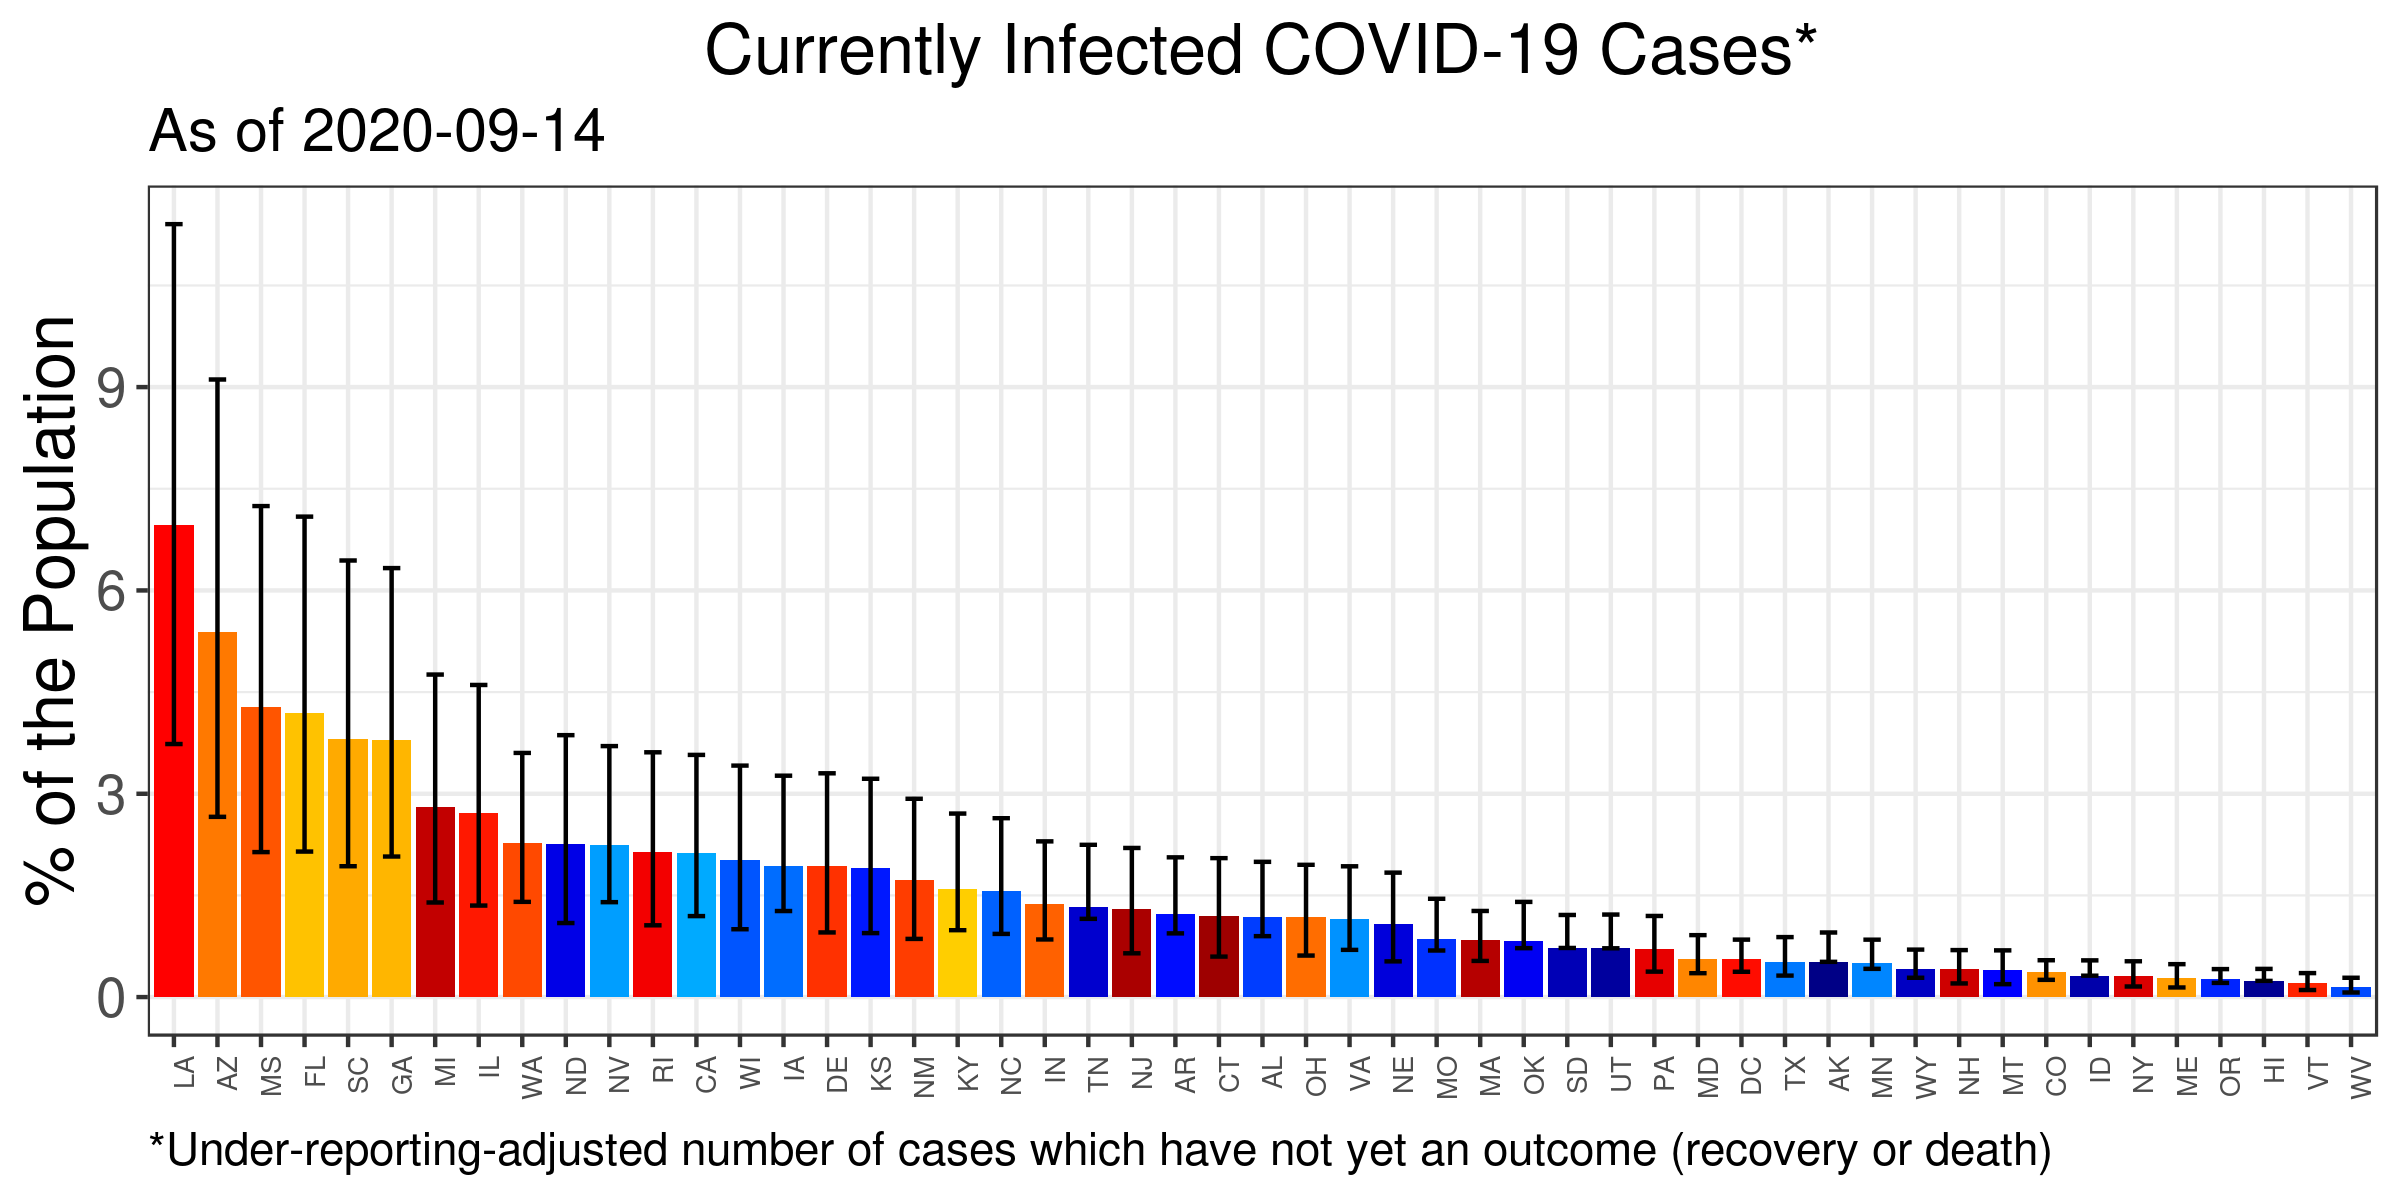 Currently Infected COVID-19 Cases*
As of 2020-09-14
% of the Population
9
6
3
0
LA AZ MS FL SC GA MI IL WA ND NV RI CA WI IA DE KS NM KY NC IN TN NJ AR CT AL OH VA NE MO MA OK SD UT PA MD DC TX AK MN WY NH MT CO ID NY ME OR HI VT WV
*Under-reporting-adjusted number of cases which have not yet an outcome (recovery or death)